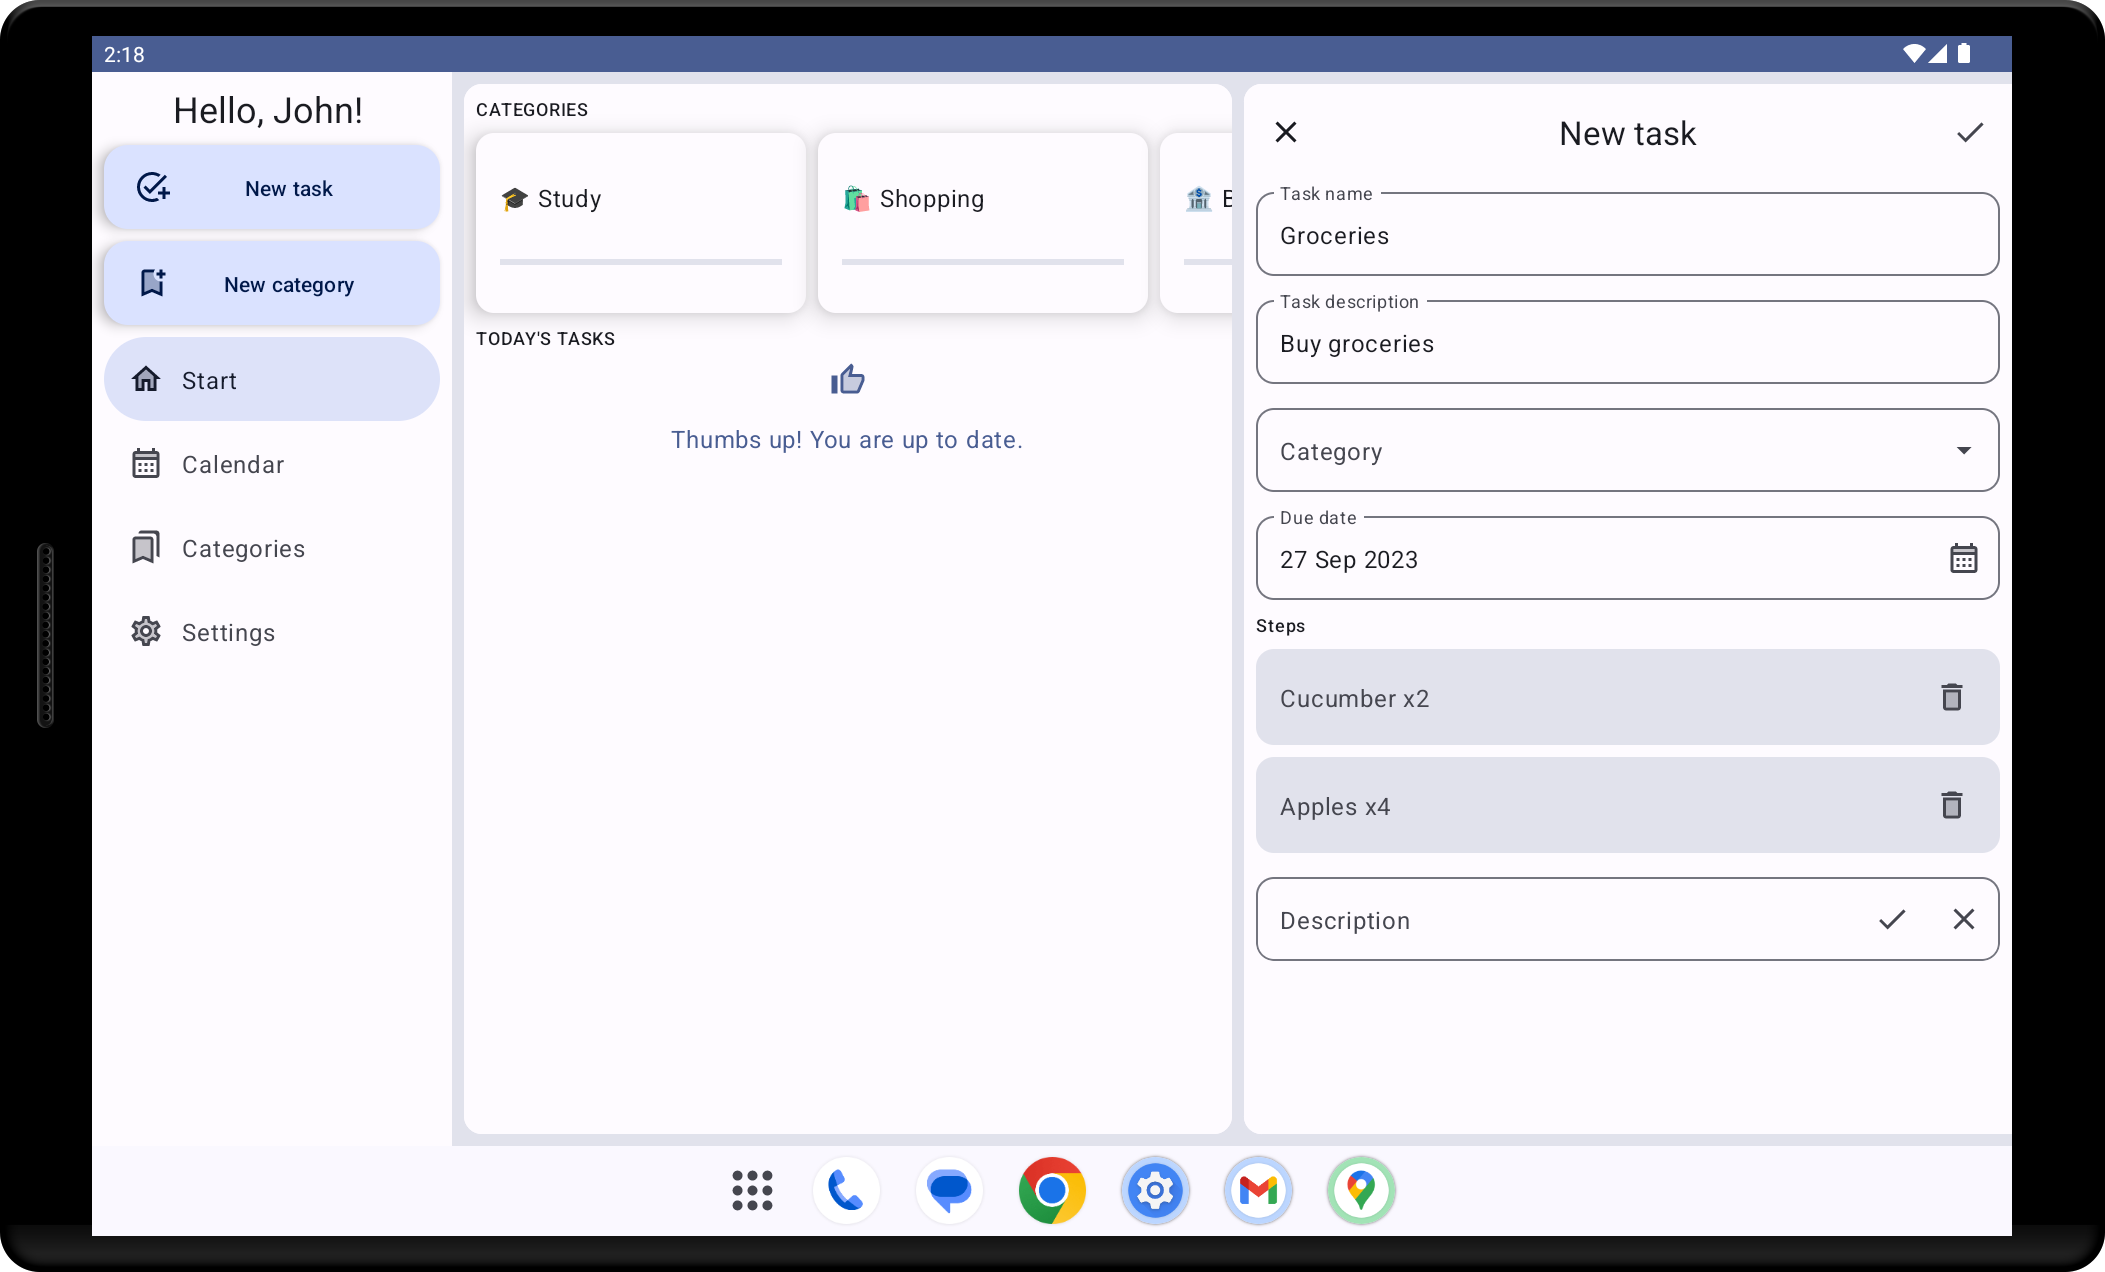 2:18
Hello, John!
New task
New category
Start
Calendar
Categories
Settings
CATEGORIES
Study
Shopping
TODAY'S TASKS
Thumbs up! You are up to date.
New task
Task name
Groceries
Task description
Buy groceries
Category
Due date
27 Sep 2023
Steps
Cucumber x2
Apples x4
Description